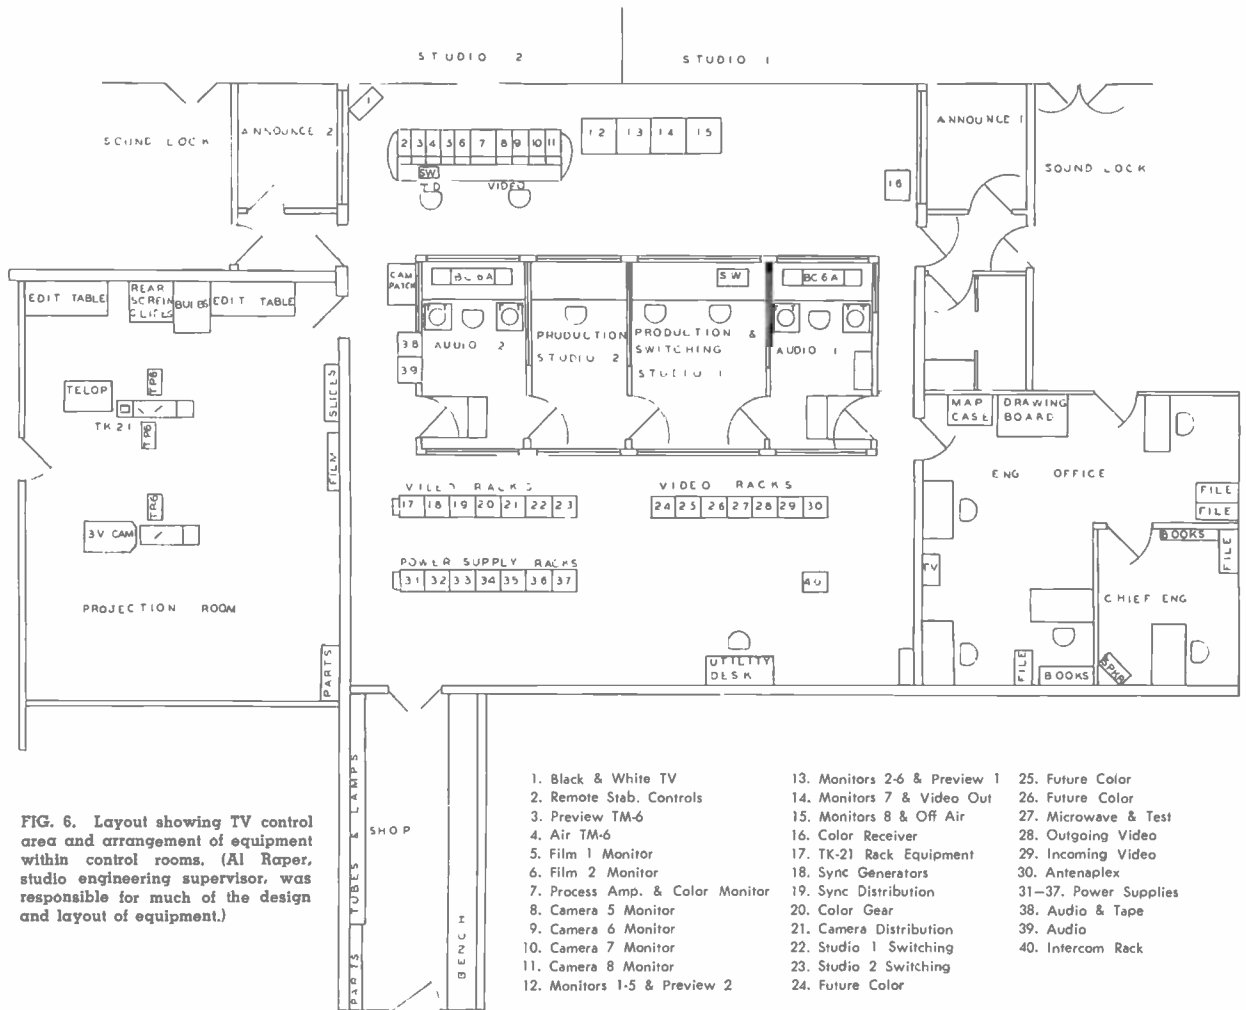 STUDIO 2
STUDIO 1
SOUND LOCK
ANNOUNCE 2
1
2 3 4 5 6 7 8 9 10 11
SW
TD
VIDEO
12 13 14 15
16
ANNOUNCE 1
SOUND LOCK
EDIT TABLE
REAR
SCREEN
SLIDES
BULBS
EDIT TABLE
CAM
PATCH
BC 6A
SW
BC 6A
38
39
AUDIO 2
PRODUCTION
STUDIO 2
PRODUCTION &
SWITCHING
STUDIO 1
AUDIO 1
TELOP
TP6
TK 21
TP6
SLIDES
FILM
TP6
3V CAM
PROJECTION ROOM
PARTS
MAP
CASE
DRAWING
BOARD
ENG OFFICE
FILE
FILE
BOOKS
FILE
TV
CHIEF ENG
SPKR
FILE
BOOKS
VIDEO RACKS
17 18 19 20 21 22 23
VIDEO RACKS
24 25 26 27 28 29 30
POWER SUPPLY RACKS
31 32 33 34 35 36 37
40
UTILITY
DESK
SHOP
TUBES & LAMPS
PARTS
BENCH
FIG. 6. Layout showing TV control
area and arrangement of equipment
within control rooms. (Al Raper,
studio engineering supervisor, was
responsible for much of the design
and layout of equipment.)
1. Black & White TV
2. Remote Stab. Controls
3. Preview TM-6
4. Air TM-6
5. Film 1 Monitor
6. Film 2 Monitor
7. Process Amp. & Color Monitor
8. Camera 5 Monitor
9. Camera 6 Monitor
10. Camera 7 Monitor
11. Camera 8 Monitor
12. Monitors 1-5 & Preview 2
13. Monitors 2-6 & Preview 1
14. Monitors 7 & Video Out
15. Monitors 8 & Off Air
16. Color Receiver
17. TK-21 Rack Equipment
18. Sync Generators
19. Sync Distribution
20. Color Gear
21. Camera Distribution
22. Studio 1 Switching
23. Studio 2 Switching
24. Future Color
25. Future Color
26. Future Color
27. Microwave & Test
28. Outgoing Video
29. Incoming Video
30. Antenaplex
31–37. Power Supplies
38. Audio & Tape
39. Audio
40. Intercom Rack